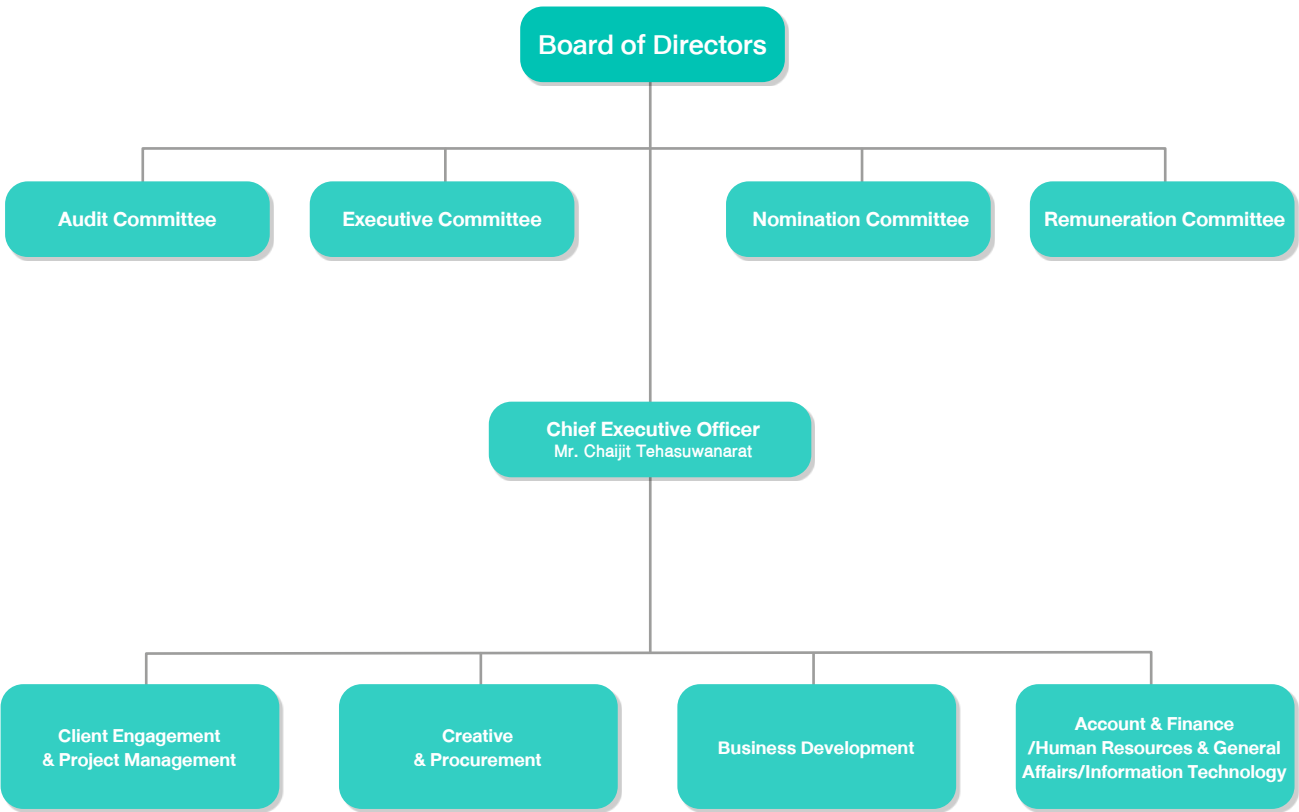 Board of Directors
Audit Committee
Executive Committee
Nomination Committee
Remuneration Committee
Chief Executive Officer
Mr. Chaijit Tehasuwanarat
Client Engagement
& Project Management
Creative
& Procurement
Business Development
Account & Finance
/Human Resources & General
Affairs/Information Technology